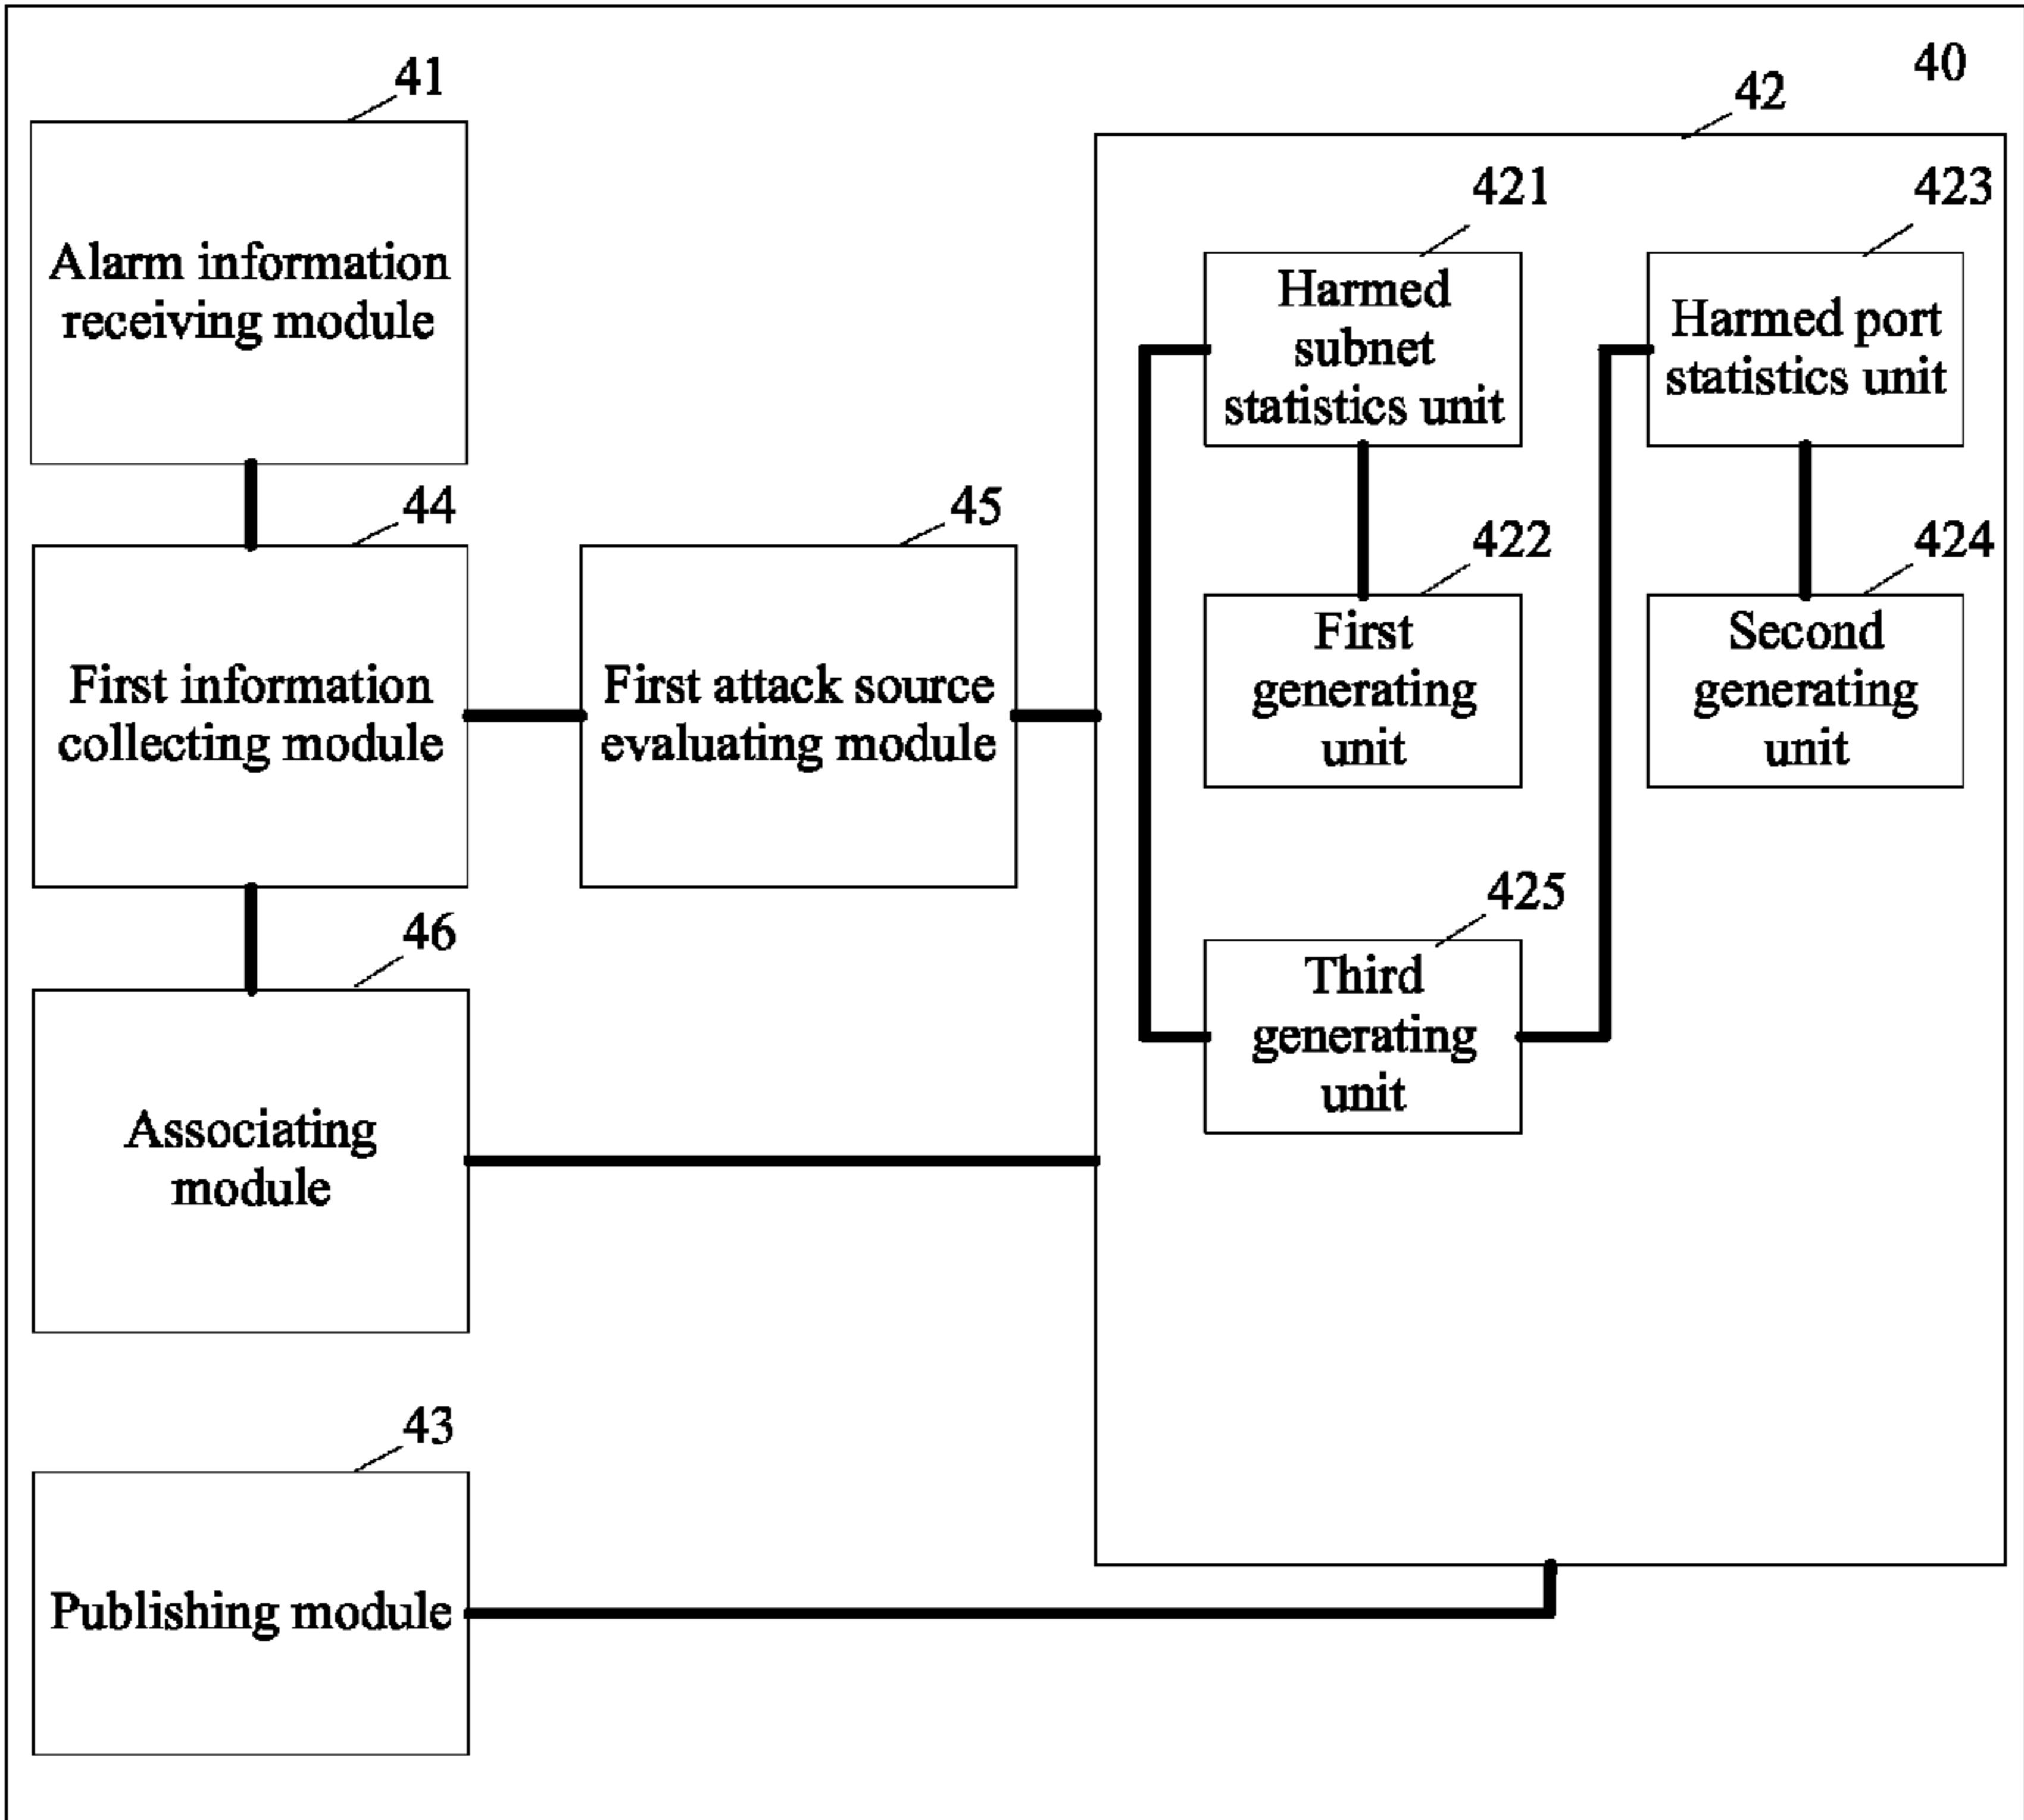 40
41
Alarm information
receiving module
44
First information
collecting module
45
First attack source
evaluating module
46
Associating
module
43
Publishing module
42
421
Harmed
subnet
statistics unit
423
Harmed port
statistics unit
422
First
generating
unit
424
Second
generating
unit
425
Third
generating
unit